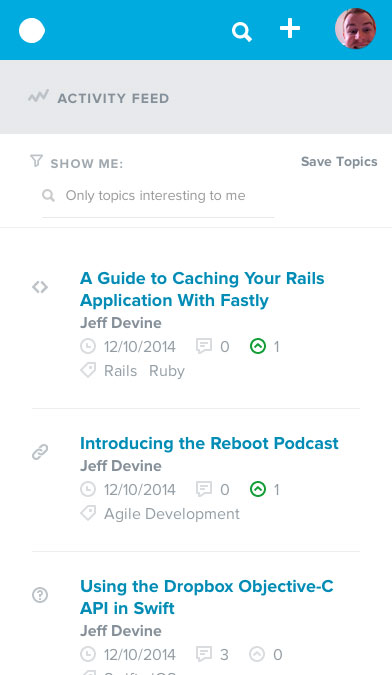 ACTIVITY FEED
SHOW ME:
Save Topics
Only topics interesting to me
A Guide to Caching Your Rails
Application With Fastly
Jeff Devine
12/10/2014 0 1
Rails Ruby
Introducing the Reboot Podcast
Jeff Devine
12/10/2014 0 1
Agile Development
Using the Dropbox Objective-C
API in Swift
Jeff Devine
12/10/2014 3 0